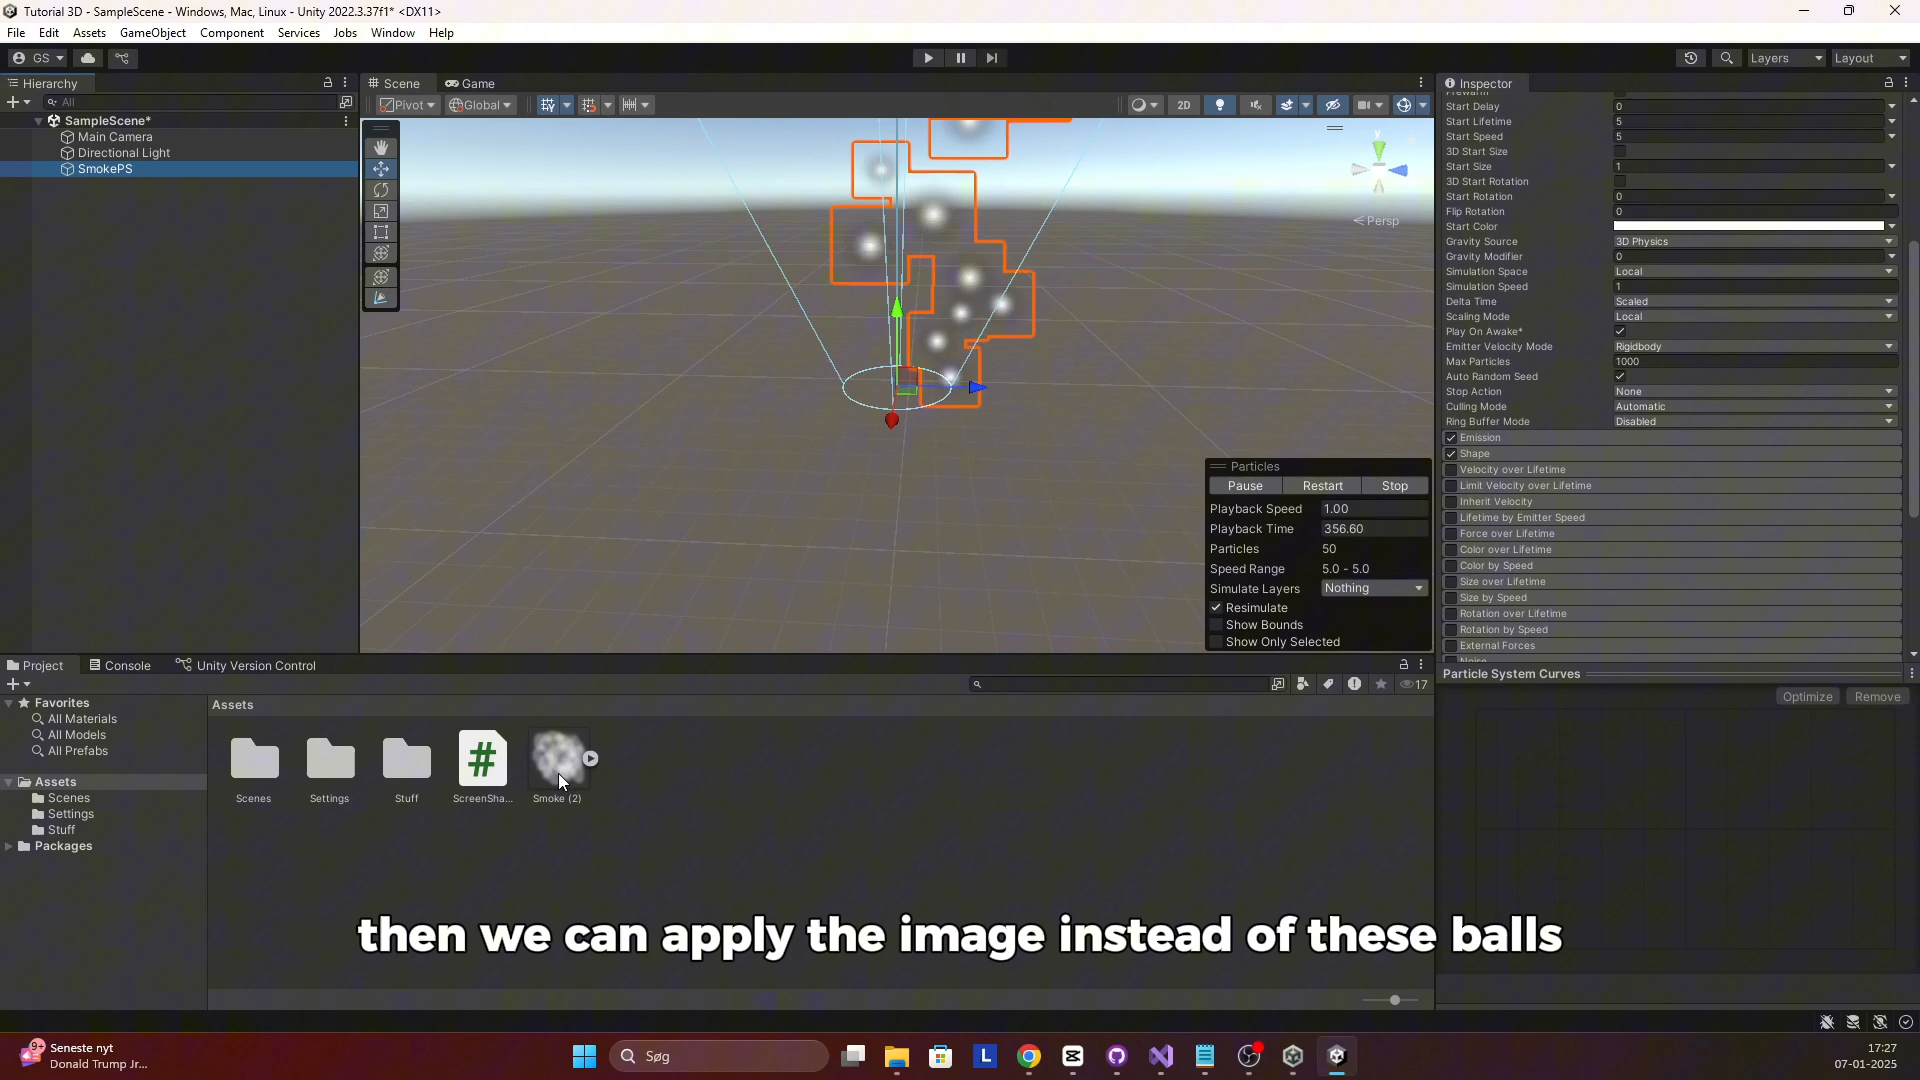 Tutorial 3D - SampleScene - Windows, Mac, Linux - Unity 2022.3.37f1* <DX11>
File Edit Assets GameObject Component Services Jobs Window Help
GS
Layers Layout
Hierarchy
All
SampleScene*
Main Camera
Directional Light
SmokePS
Scene Game
Pivot Global 2D
y
Persp
Particles
Pause Restart Stop
Playback Speed 1.00
Playback Time 356.60
Particles 50
Speed Range 5.0 - 5.0
Simulate Layers Nothing
Resimulate
Show Bounds
Show Only Selected
Inspector
Prewarm
Start Delay 0
Start Lifetime 5
Start Speed 5
3D Start Size
Start Size 1
3D Start Rotation
Start Rotation 0
Flip Rotation 0
Start Color
Gravity Source 3D Physics
Gravity Modifier 0
Simulation Space Local
Simulation Speed 1
Delta Time Scaled
Scaling Mode Local
Play On Awake*
Emitter Velocity Mode Rigidbody
Max Particles 1000
Auto Random Seed
Stop Action None
Culling Mode Automatic
Ring Buffer Mode Disabled
Emission
Shape
Velocity over Lifetime
Limit Velocity over Lifetime
Inherit Velocity
Lifetime by Emitter Speed
Force over Lifetime
Color over Lifetime
Color by Speed
Size over Lifetime
Size by Speed
Rotation over Lifetime
Rotation by Speed
External Forces
Noise
Particle System Curves
Optimize Remove
Project Console Unity Version Control
17
Favorites
All Materials
All Models
All Prefabs
Assets
Scenes
Settings
Stuff
Packages
Assets
Scenes Settings Stuff ScreenSha... Smoke (2)
then we can apply the image instead of these balls
9+
Seneste nyt
Donald Trump Jr...
Søg
L
17:27
07-01-2025